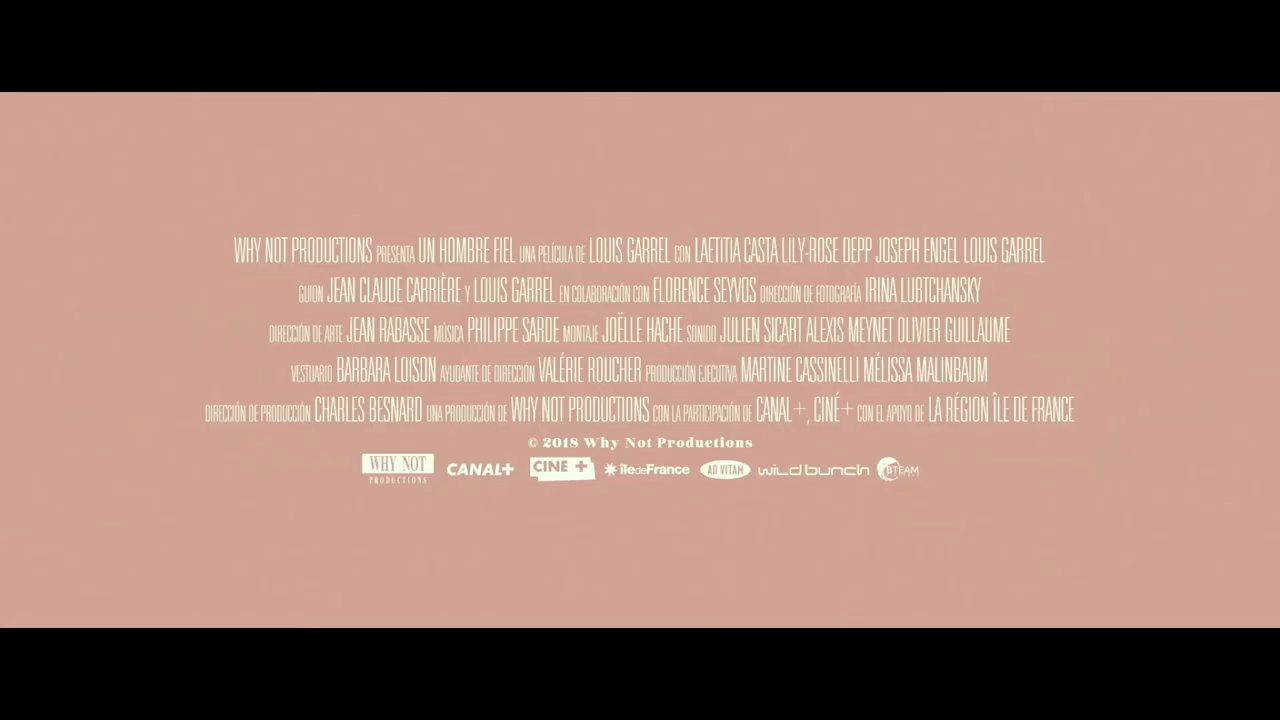 WHY NOT PRODUCTIONS PRESENTA UN HOMBRE FIEL UNA PELÍCULA DE LOUIS GARREL CON LAETITIA CASTA LILY-ROSE DEPP JOSEPH ENGEL LOUIS GARREL
GUION JEAN CLAUDE CARRIÈRE Y LOUIS GARREL EN COLABORACIÓN CON FLORENCE SEYVOS DIRECCIÓN DE FOTOGRAFÍA IRINA LUBTCHANSKY
DIRECCIÓN DE ARTE JEAN RABASSE MÚSICA PHILIPPE SARDE MONTAJE JOËLLE HACHE SONIDO JULIEN SICART ALEXIS MEYNET OLIVIER GUILLAUME
VESTUARIO BARBARA LOISON AYUDANTE DE DIRECCIÓN VALÉRIE ROUCHER PRODUCCIÓN EJECUTIVA MARTINE CASSINELLI MÉLISSA MALINBAUM
DIRECCIÓN DE PRODUCCIÓN CHARLES BESNARD UNA PRODUCCIÓN DE WHY NOT PRODUCTIONS CON LA PARTICIPACIÓN DE CANAL+, CINÉ+ CON EL APOYO DE LA RÉGION ÎLE DE FRANCE
© 2018 Why Not Productions
WHY NOT PRODUCTIONS CANAL+ CINE + îledeFrance AD VITAM wild bunch BTEAM